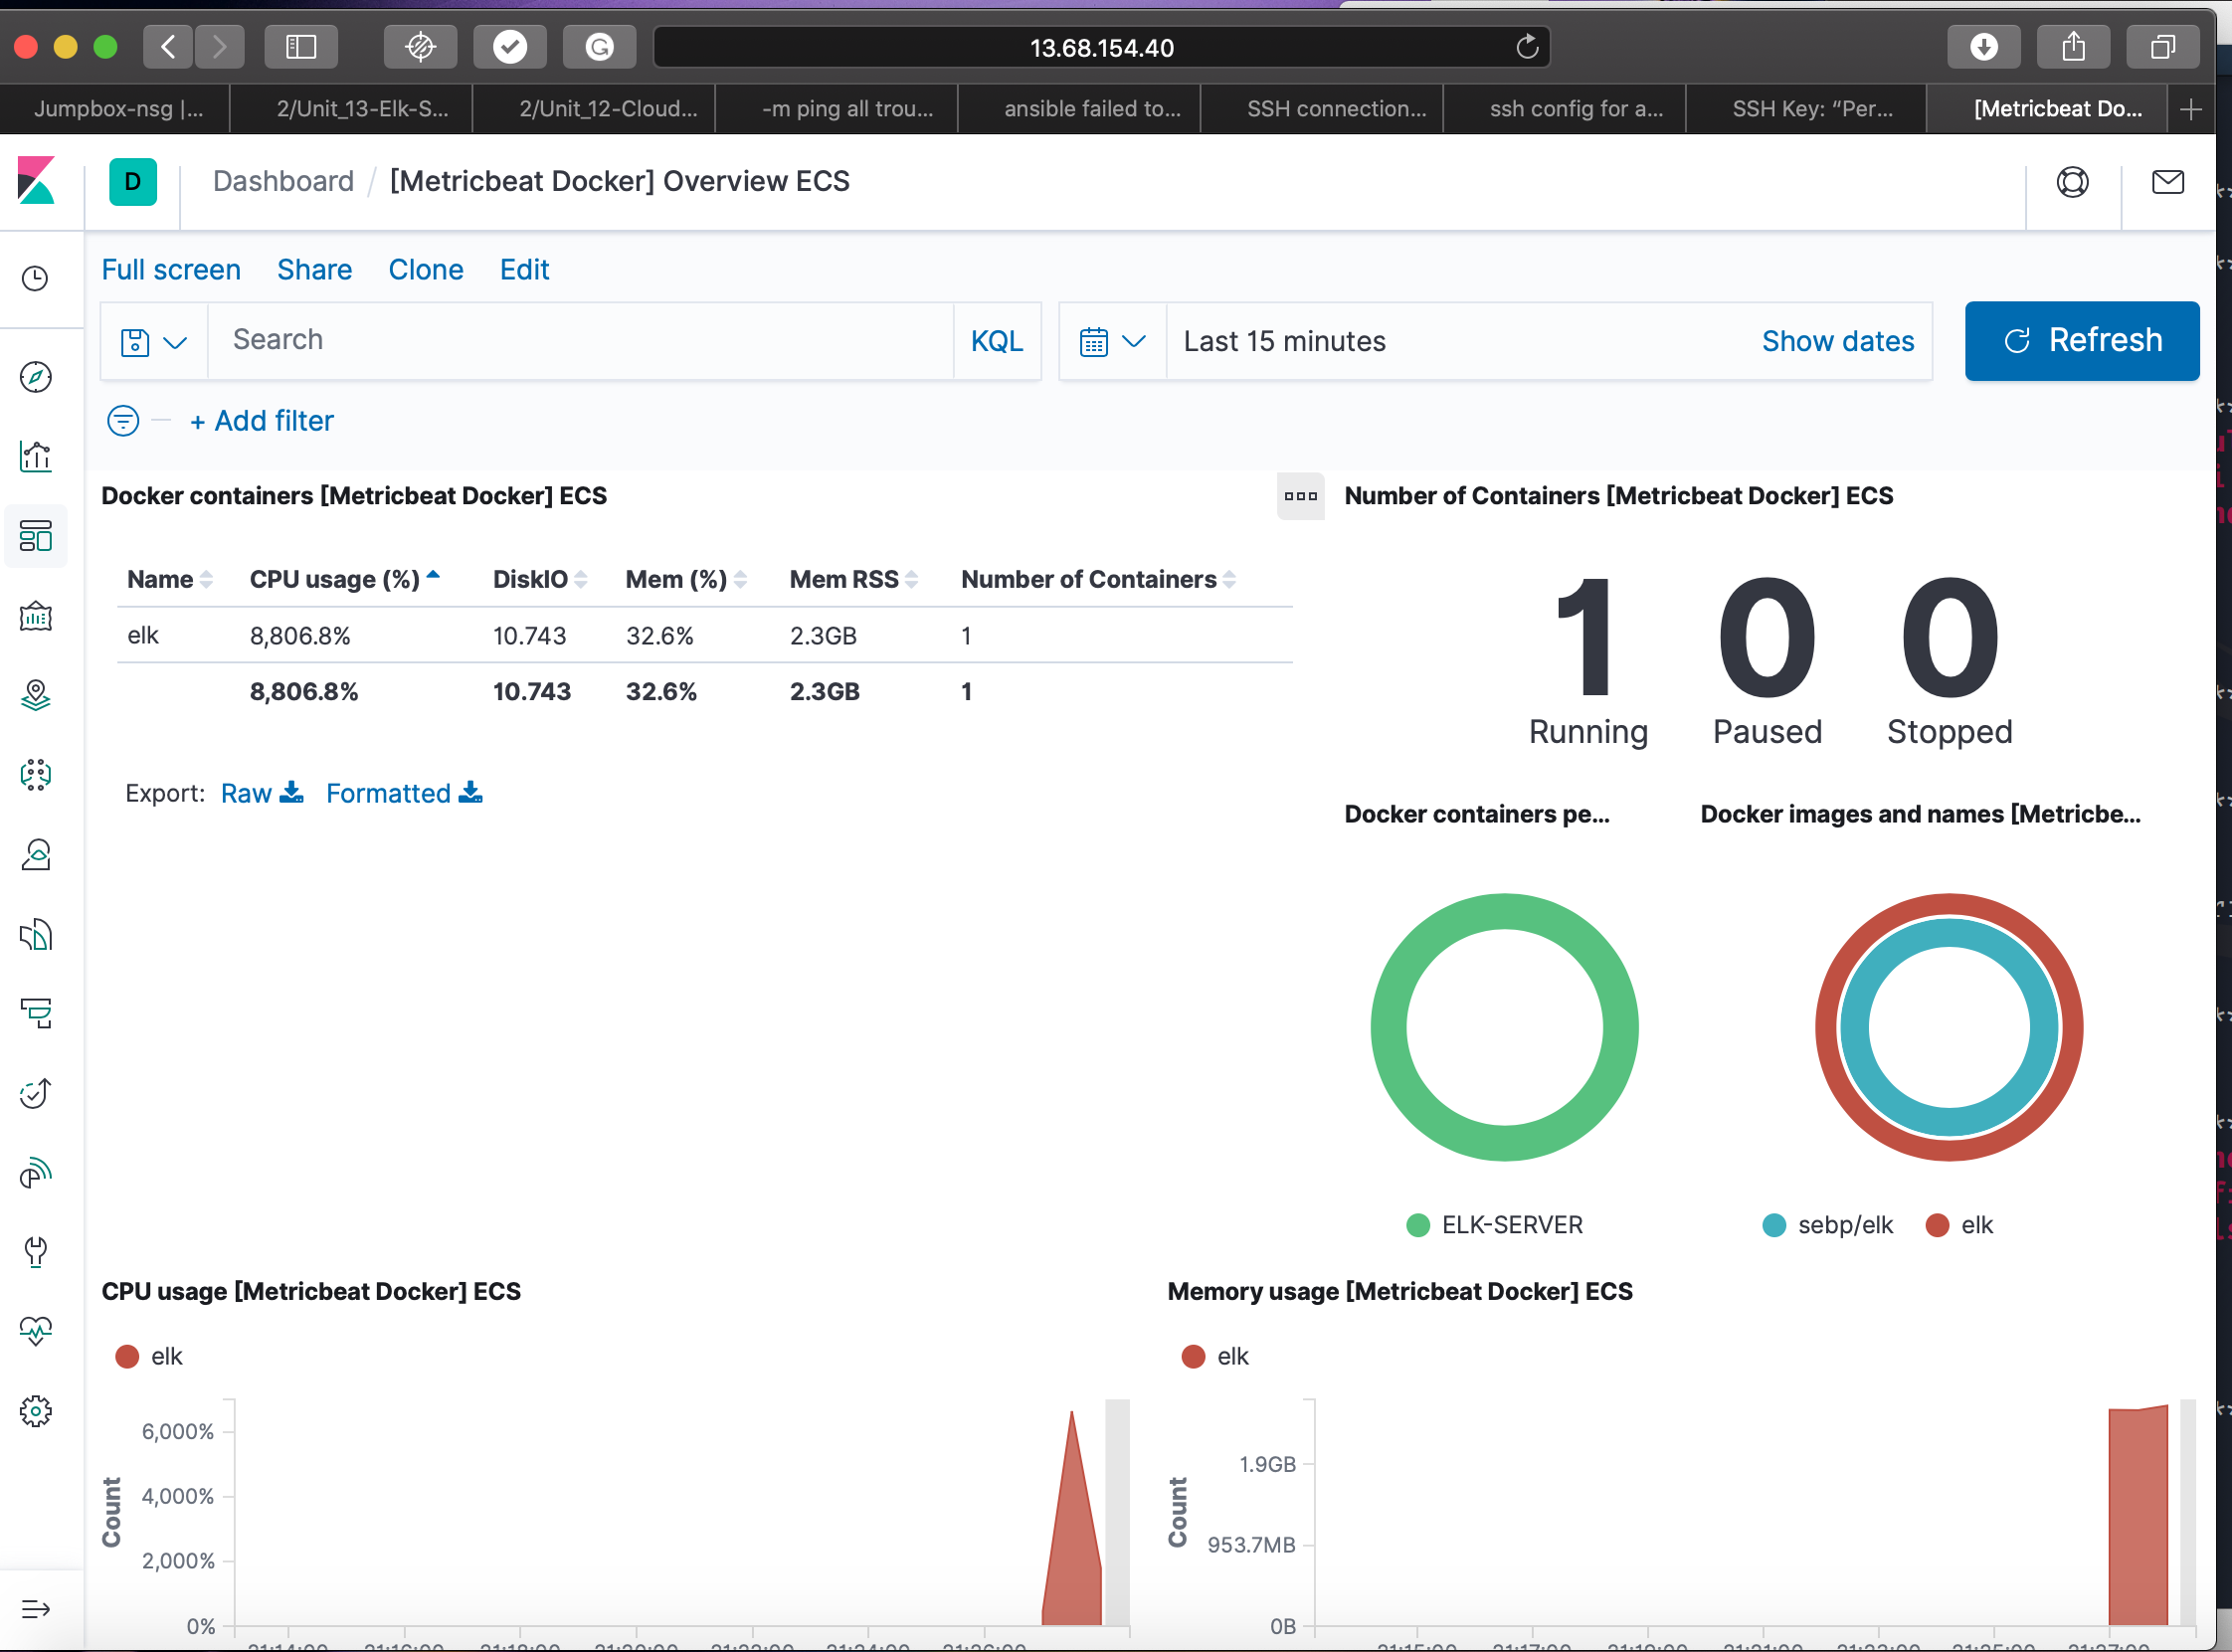 13.68.154.40
Jumpbox-nsg |...
2/Unit_13-Elk-S...
2/Unit_12-Cloud...
-m ping all trou...
ansible failed to...
SSH connection...
ssh config for a...
SSH Key: “Per...
[Metricbeat Do...
D
Dashboard / [Metricbeat Docker] Overview ECS
Full screen Share Clone Edit
Search KQL
Last 15 minutes Show dates
Refresh
+ Add filter
Docker containers [Metricbeat Docker] ECS
Name CPU usage (%) DiskIO Mem (%) Mem RSS Number of Containers
elk 8,806.8% 10.743 32.6% 2.3GB 1
8,806.8% 10.743 32.6% 2.3GB 1
Export: Raw Formatted
Number of Containers [Metricbeat Docker] ECS
1 0 0
Running Paused Stopped
Docker containers pe...
Docker images and names [Metricbe...
ELK-SERVER
sebp/elk elk
CPU usage [Metricbeat Docker] ECS
elk
Count
6,000%
4,000%
2,000%
0%
Memory usage [Metricbeat Docker] ECS
elk
Count
1.9GB
953.7MB
0B